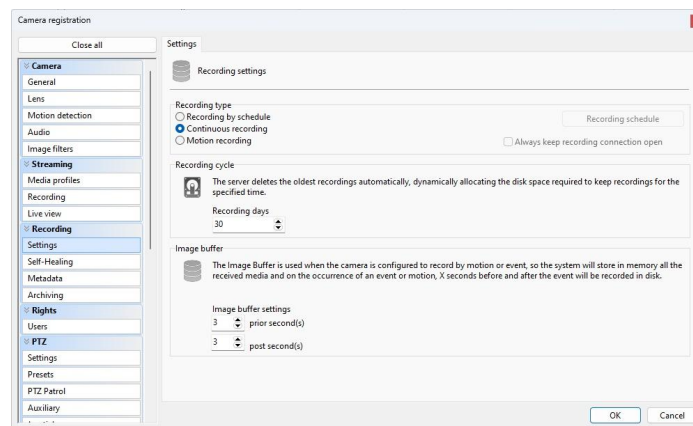 Camera registration
Close all
Camera
General
Lens
Motion detection
Audio
Image filters
Streaming
Media profiles
Recording
Live view
Recording
Settings
Self-Healing
Metadata
Archiving
Rights
Users
PTZ
Settings
Presets
PTZ Patrol
Auxiliary
Settings
Recording settings
Recording type
Recording by schedule
Continuous recording
Motion recording
Recording schedule
Always keep recording connection open
Recording cycle
The server deletes the oldest recordings automatically, dynamically allocating the disk space required to keep recordings for the
specified time.
Recording days
30
Image buffer
The Image Buffer is used when the camera is configured to record by motion or event, so the system will store in memory all the
received media and on the occurrence of an event or motion, X seconds before and after the event will be recorded in disk.
Image buffer settings
3 prior second(s)
3 post second(s)
OK Cancel